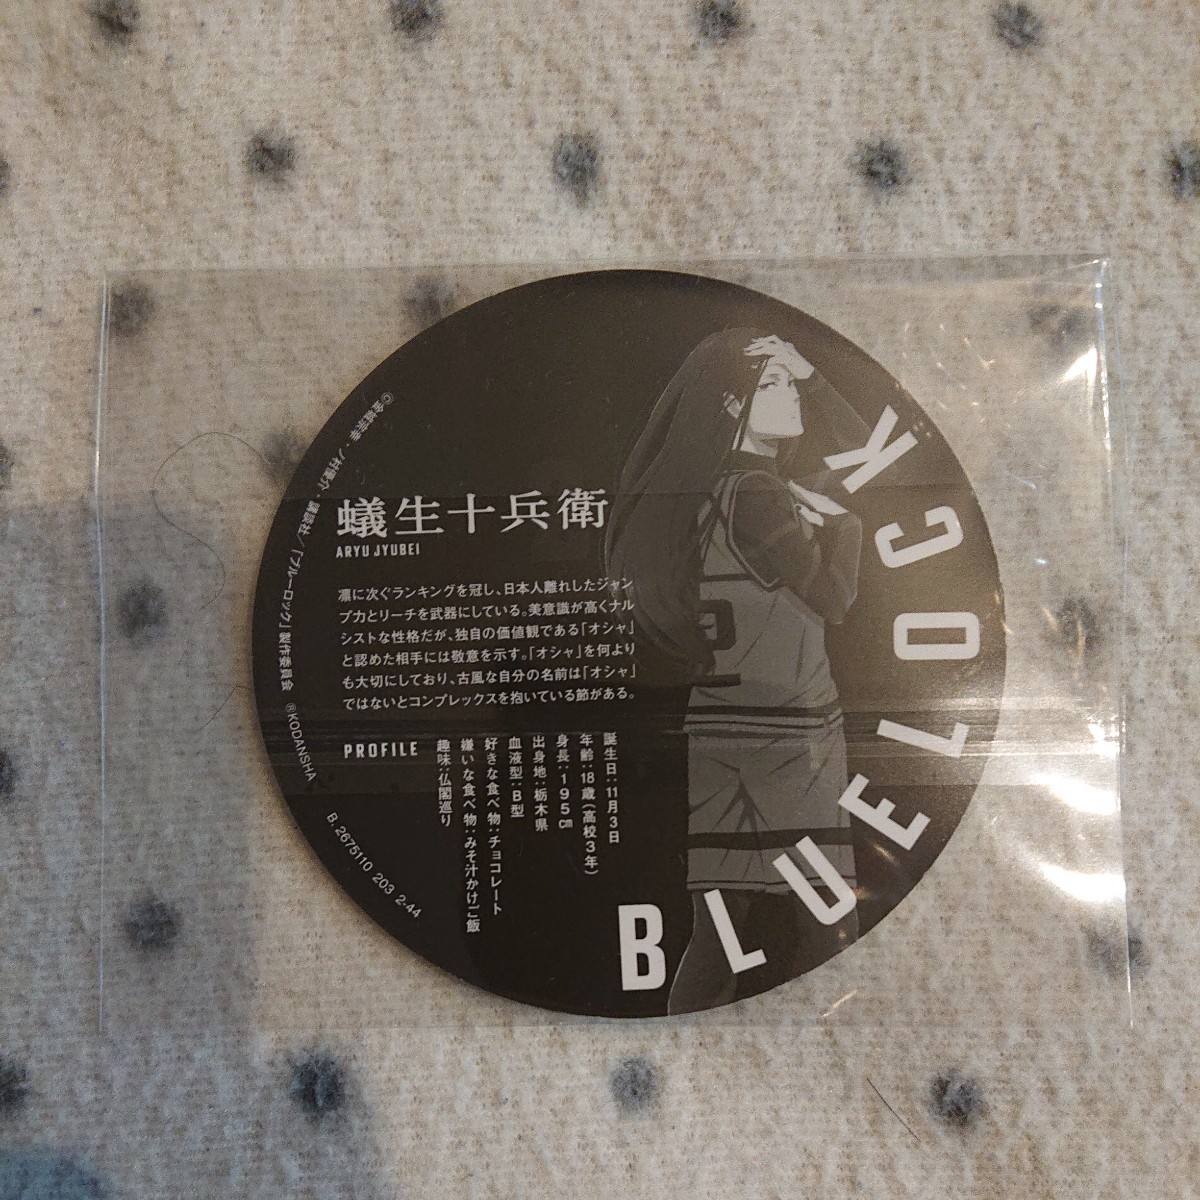 蟻生十兵衛
ARYU JYUBEI
凛に次ぐランキングを冠し、日本人離れしたジャン
プ力とリーチを武器にしている。美意識が高くナル
シストな性格だが、独自の価値観である「オシャ」
と認めた相手には敬意を示す。「オシャ」を何より
も大切にしており、古風な自分の名前は「オシャ」
ではないとコンプレックスを抱いている節がある。
PROFILE
誕生日:11月3日
年齢:18歳(高校3年)
身長:195㎝
出身地:栃木県
血液型:B型
好きな食べ物:チョコレート
嫌いな食べ物:みそ汁かけご飯
趣味:仏閣巡り
BLUELOCK
©金城宗幸・ノ村優介・講談社/「ブルーロック」製作委員会 ®KODANSHA
B.2675110 203 2-44